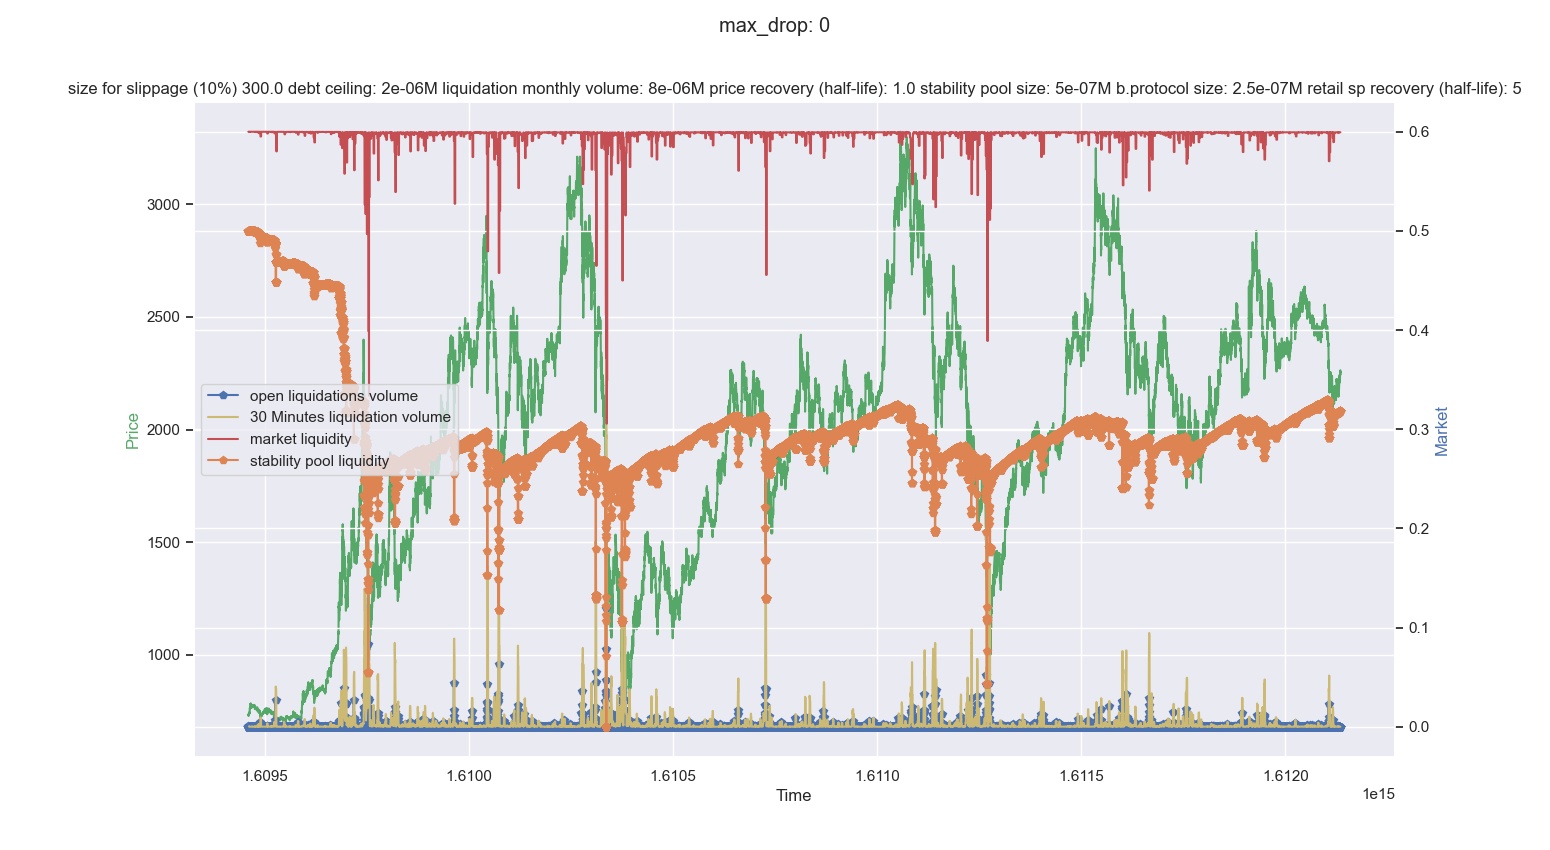 max_drop: 0
size for slippage (10%) 300.0 debt ceiling: 2e-06M liquidation monthly volume: 8e-06M price recovery (half-life): 1.0 stability pool size: 5e-07M b.protocol size: 2.5e-07M retail sp recovery (half-life): 5
3000
2500
2000
1500
1000
Price
open liquidations volume
30 Minutes liquidation volume
market liquidity
stability pool liquidity
0.6
0.5
0.4
0.3
0.2
0.1
0.0
Market
1.6095
1.6100
1.6105
1.6110
1.6115
1.6120
Time
1e15